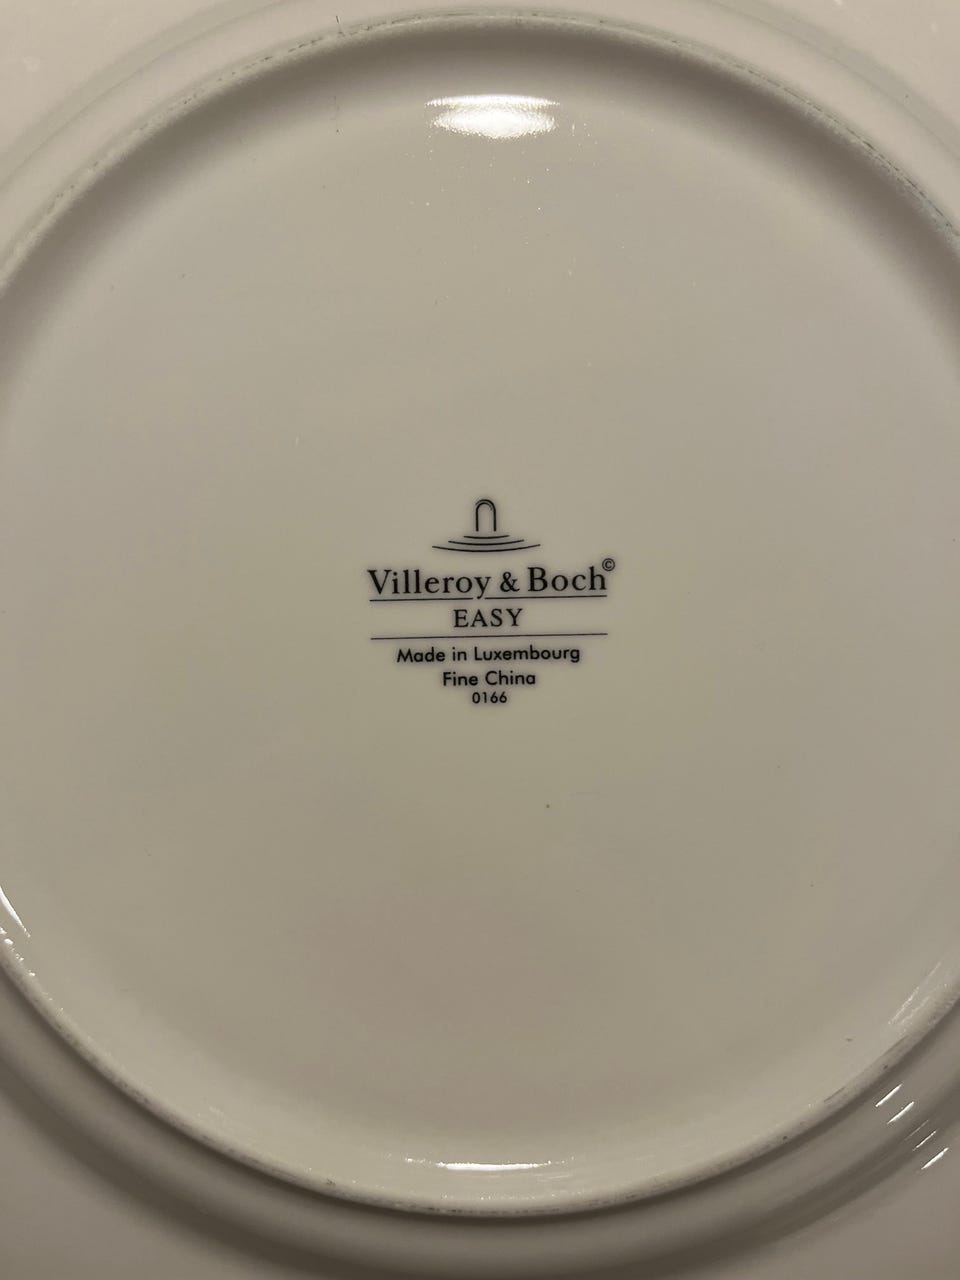 Villeroy & Boch©
EASY
Made in Luxembourg
Fine China
0166